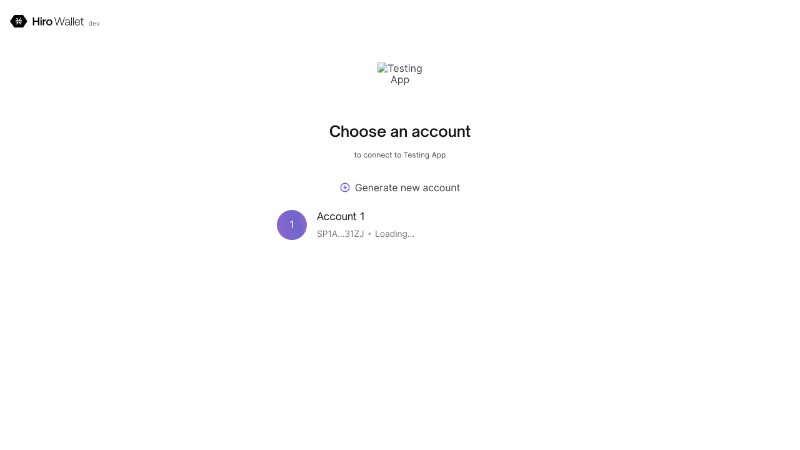 Hiro Wallet dev
Testing
App
Choose an account
to connect to Testing App
Generate new account
1
Account 1
SP1A…31ZJ • Loading...